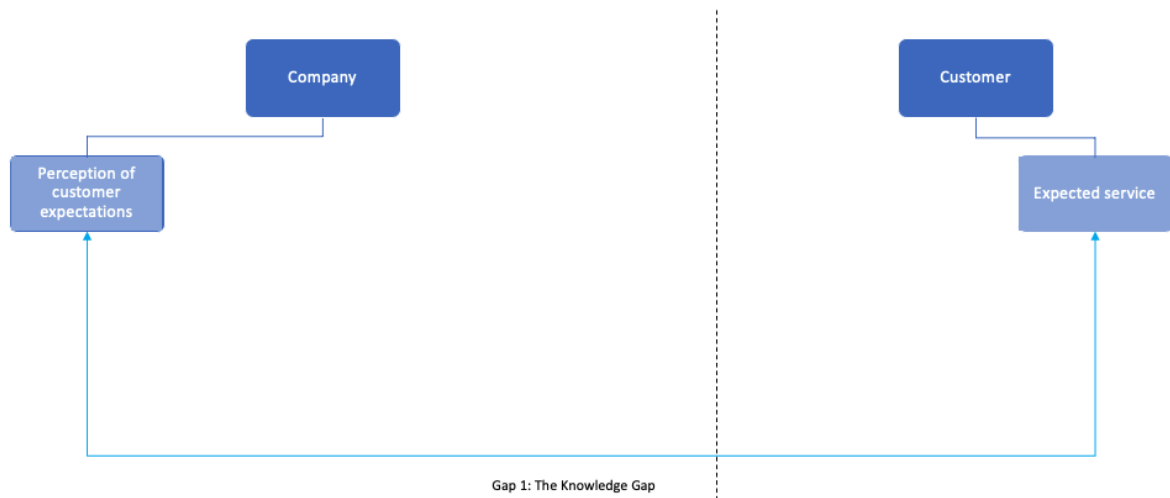 Company
Customer
Perception of
customer
expectations
Expected service
Gap 1: The Knowledge Gap